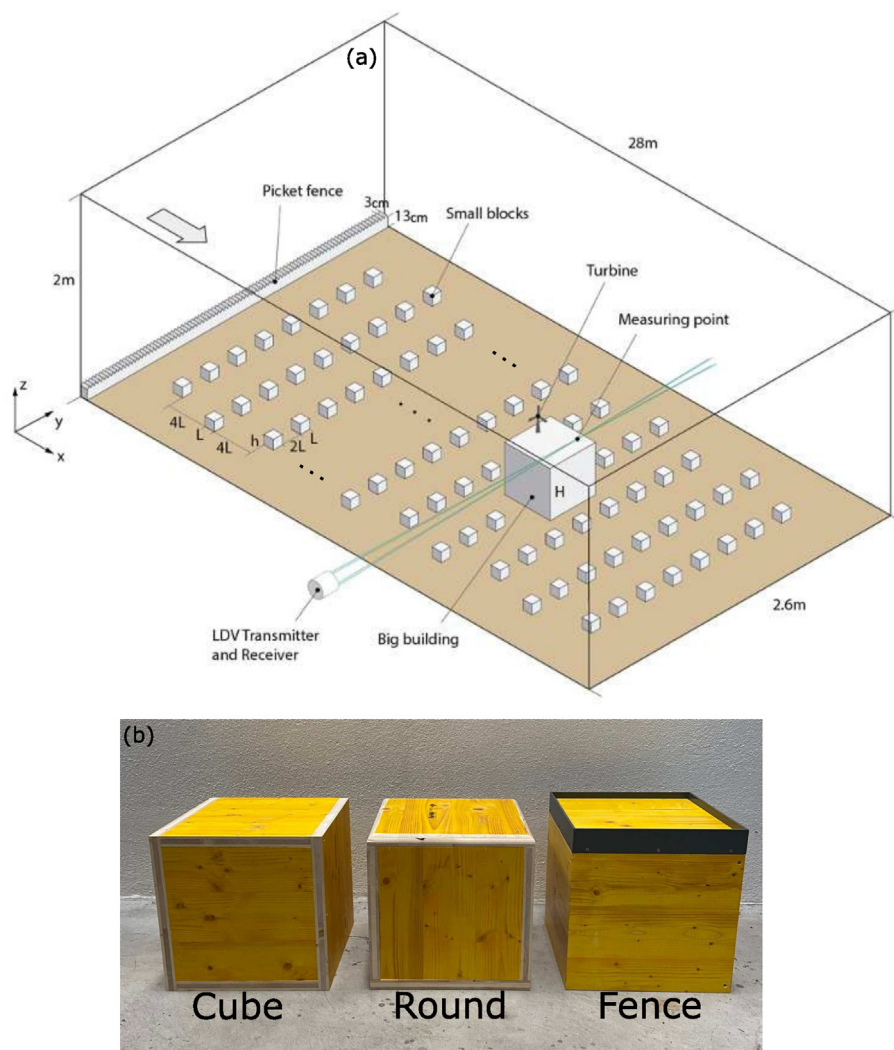 (a)
28m
Picket fence
3cm
13cm
Small blocks
Turbine
2m
Measuring point
z
y
x
4L
L
4L
h
2L
L
H
2.6m
LDV Transmitter
and Receiver
Big building
(b)
Cube
Round
Fence